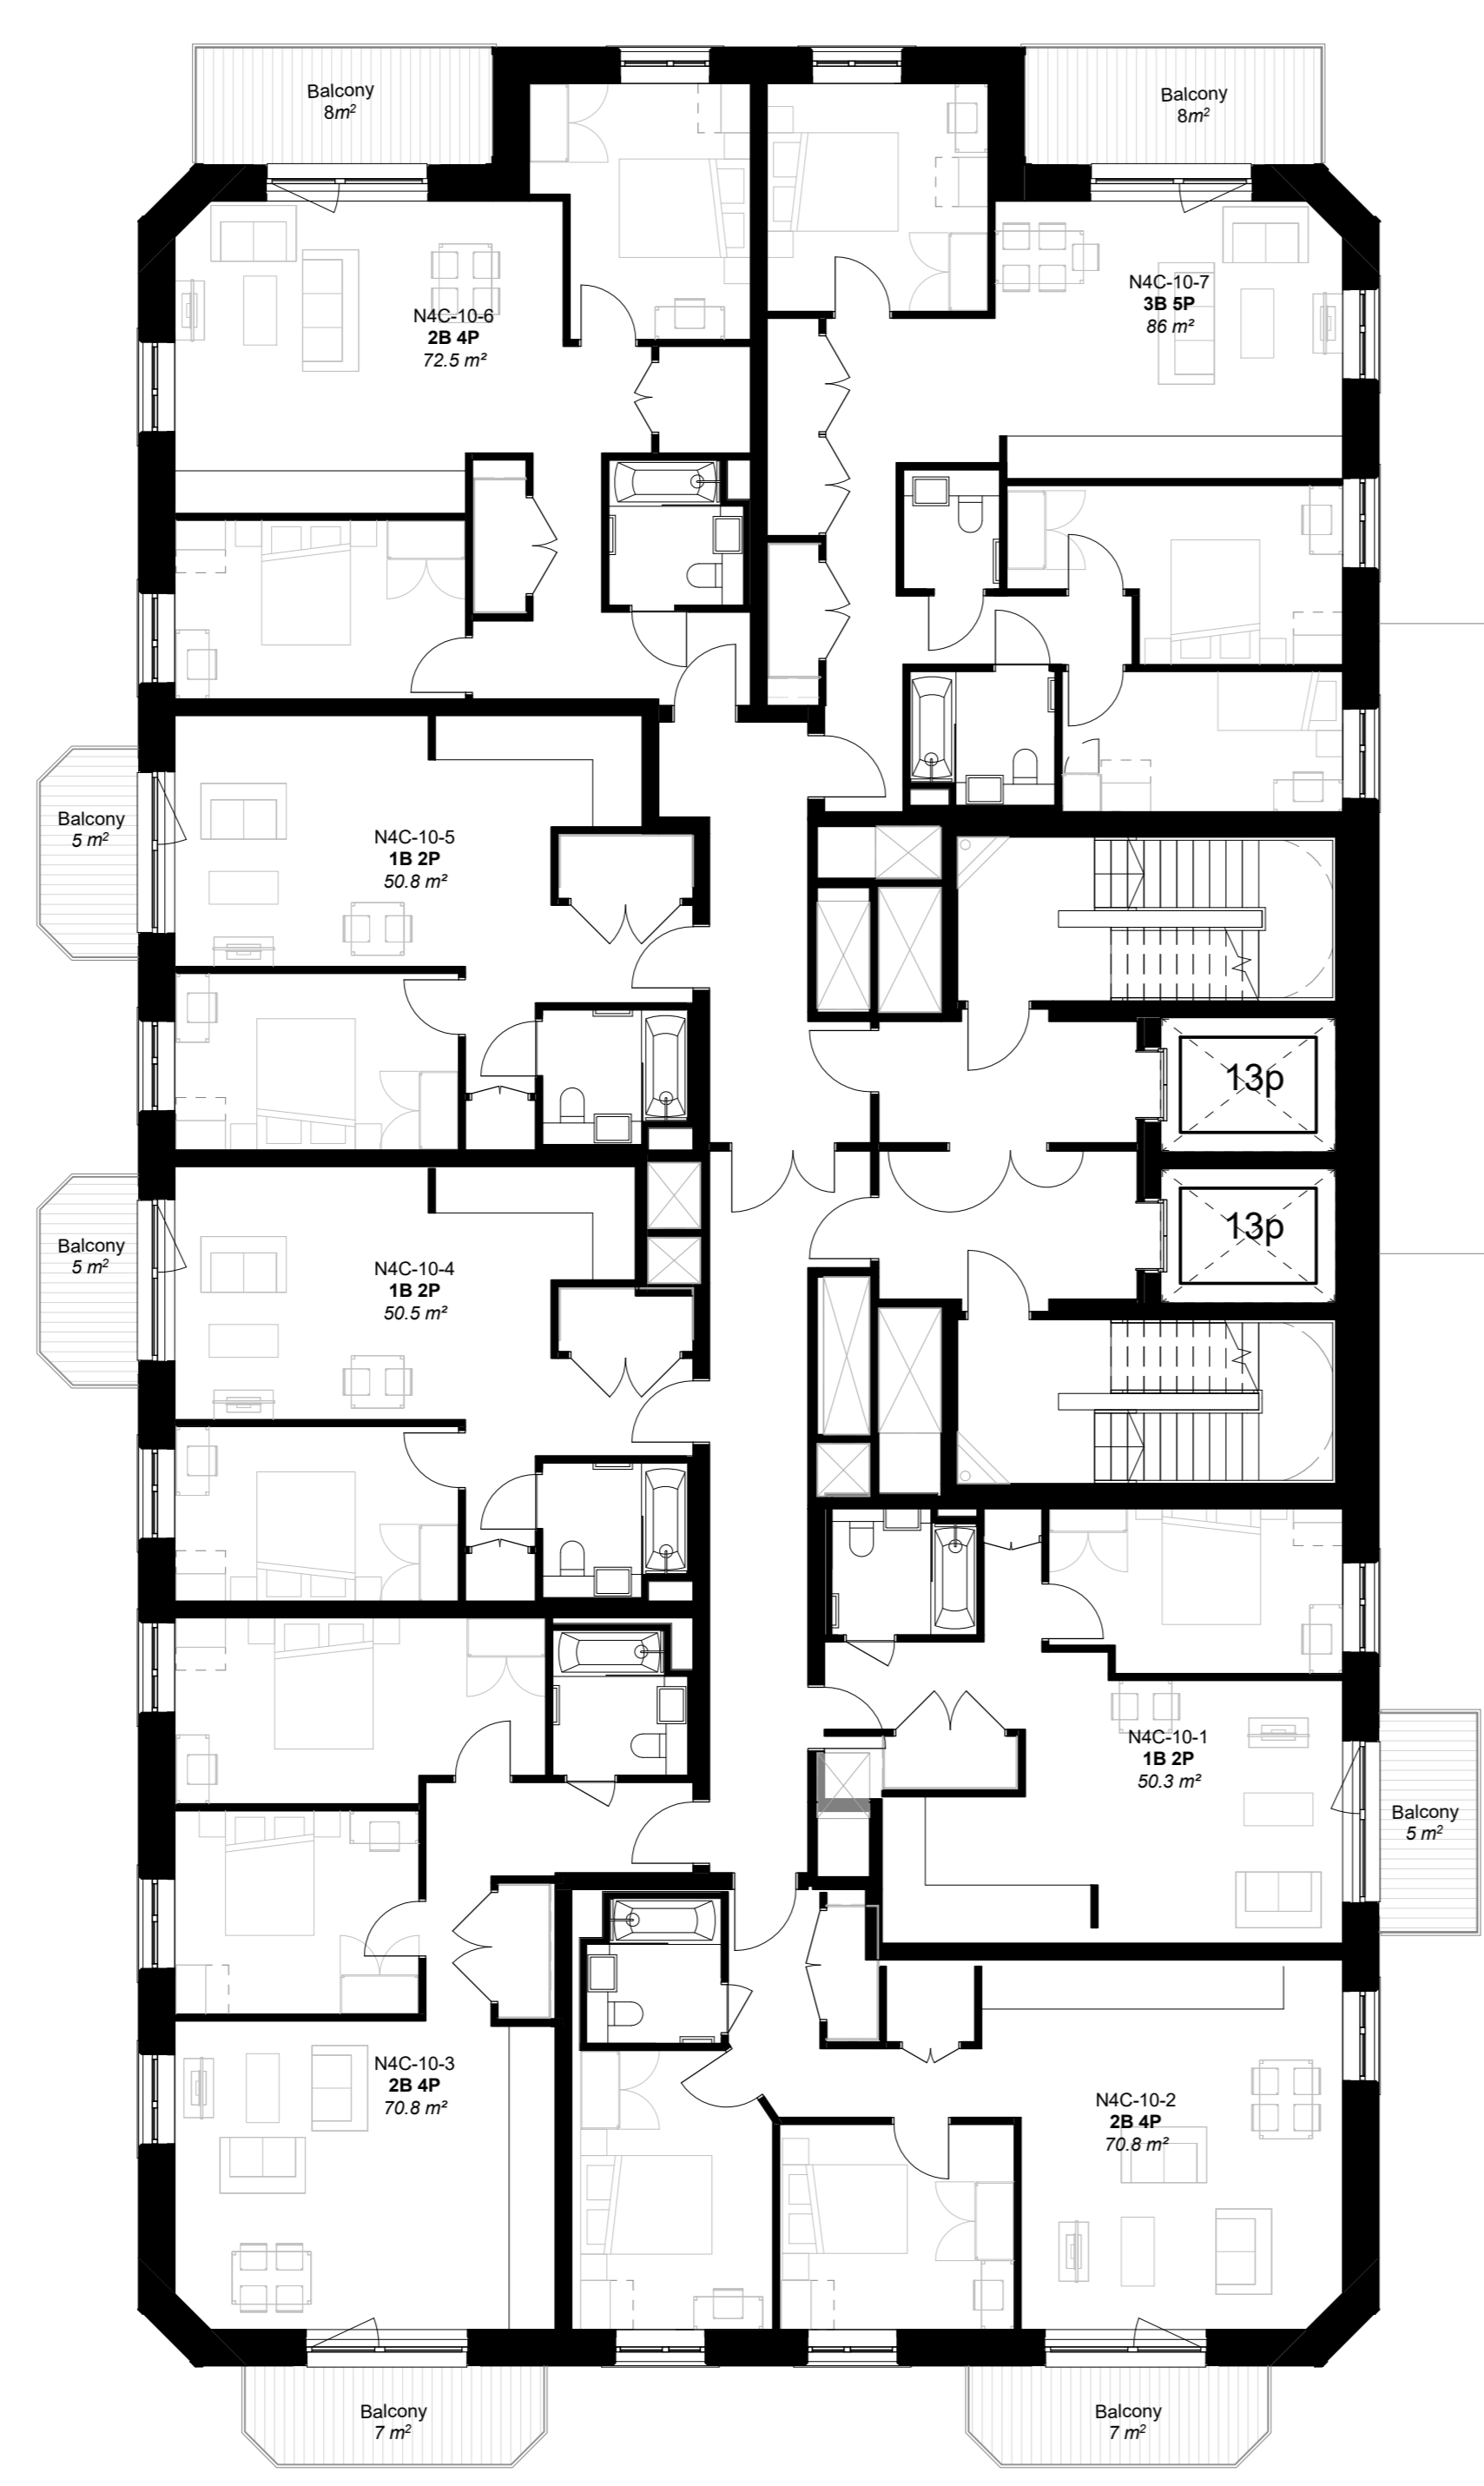 Balcony
8m²
Balcony
8m²
N4C-10-6
2B 4P
72.5 m²
N4C-10-7
3B 5P
86 m²
Balcony
5 m²
N4C-10-5
1B 2P
50.8 m²
13p
Balcony
5 m²
N4C-10-4
1B 2P
50.5 m²
13p
N4C-10-1
1B 2P
50.3 m²
Balcony
5 m²
N4C-10-3
2B 4P
70.8 m²
N4C-10-2
2B 4P
70.8 m²
Balcony
7 m²
Balcony
7 m²